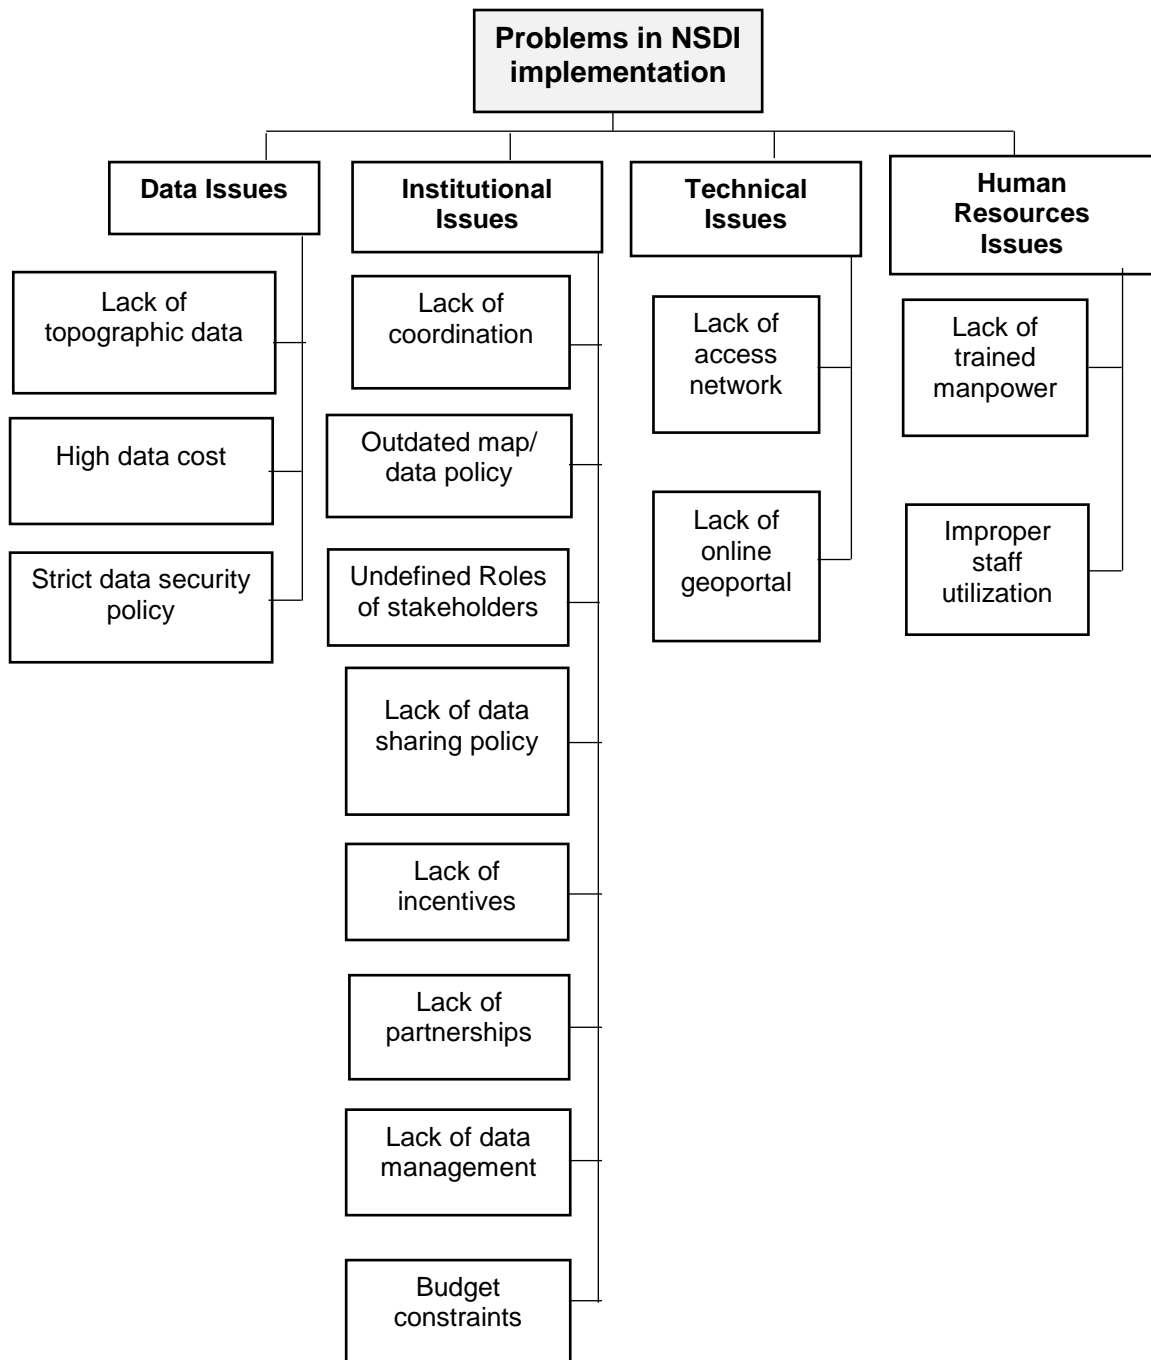 Problems in NSDI
implementation
Data Issues
Lack of
topographic data
High data cost
Strict data security
policy
Institutional
Issues
Lack of
coordination
Outdated map/
data policy
Undefined Roles
of stakeholders
Lack of data
sharing policy
Lack of
incentives
Lack of
partnerships
Lack of data
management
Budget
constraints
Technical
Issues
Lack of
access
network
Lack of
online
geoportal
Human
Resources
Issues
Lack of
trained
manpower
Improper
staff
utilization